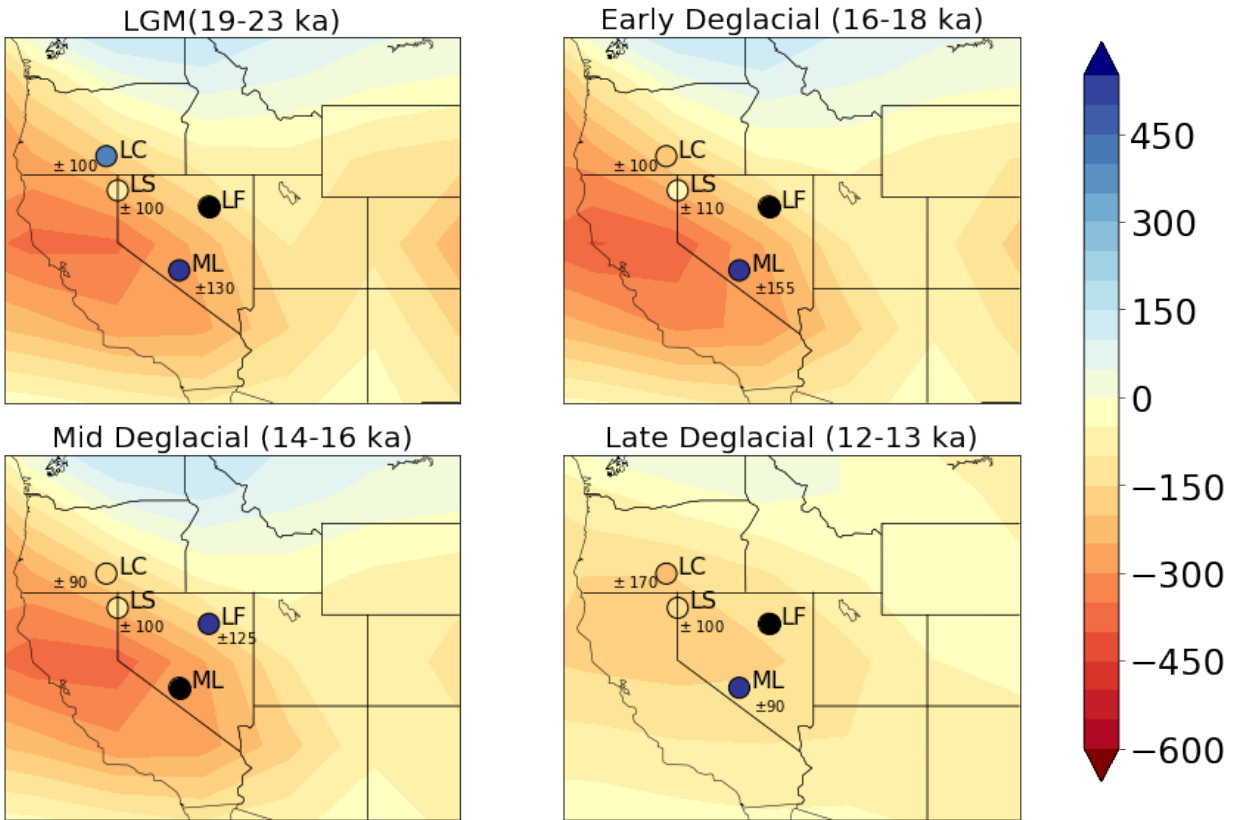 LGM(19-23 ka)
Early Deglacial (16-18 ka)
LC
± 100
LS
± 100
LF
ML
±130
LC
± 100
LS
± 110
LF
ML
±155
Mid Deglacial (14-16 ka)
Late Deglacial (12-13 ka)
LC
± 90
LS
± 100
LF
±125
ML
LC
± 170
LS
± 100
LF
ML
±90
450
300
150
0
−150
−300
−450
−600